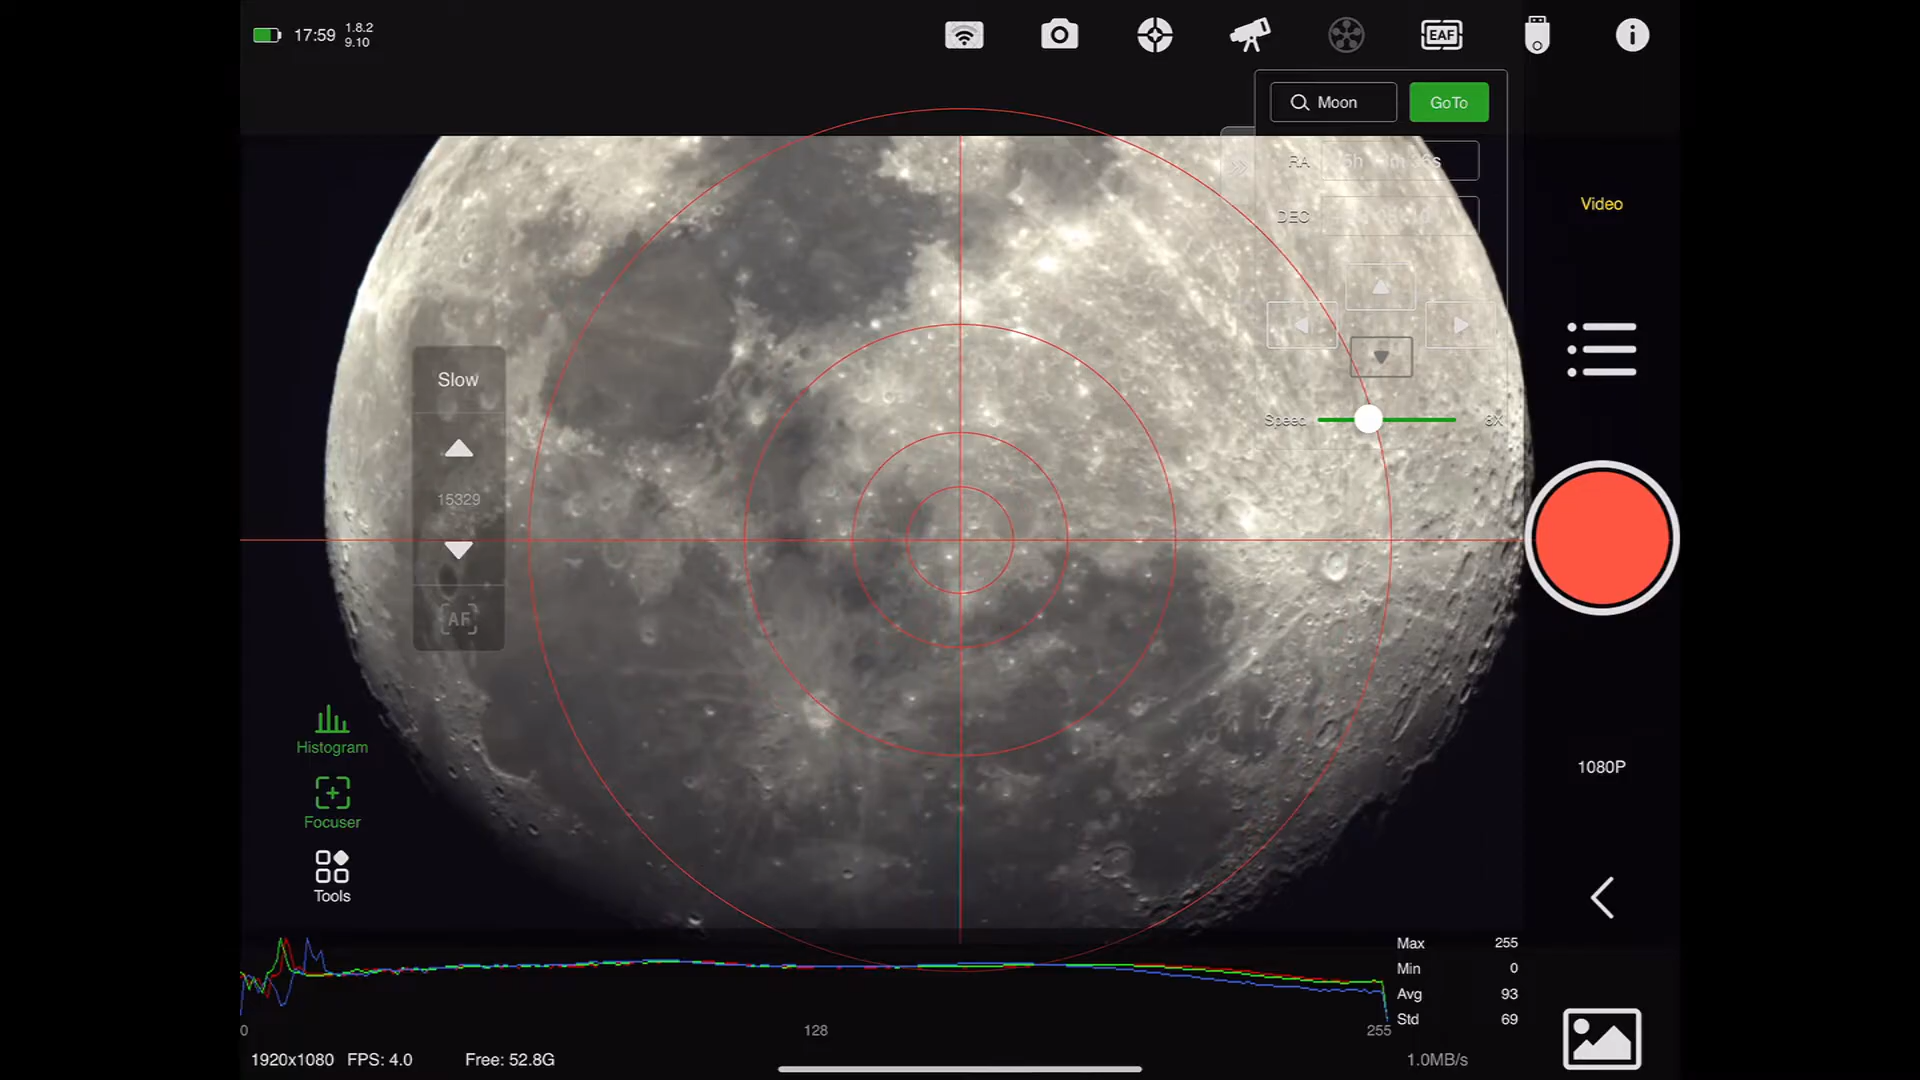 17:59
1.8.2
9.10
EAF
Moon
GoTo
RA
DEC
Speed
8X
Video
Slow
15329
AF
Histogram
Focuser
Tools
1080P
Max 255
Min 0
Avg 93
Std 69
0 128 255
1920x1080 FPS: 4.0 Free: 52.8G 1.0MB/s